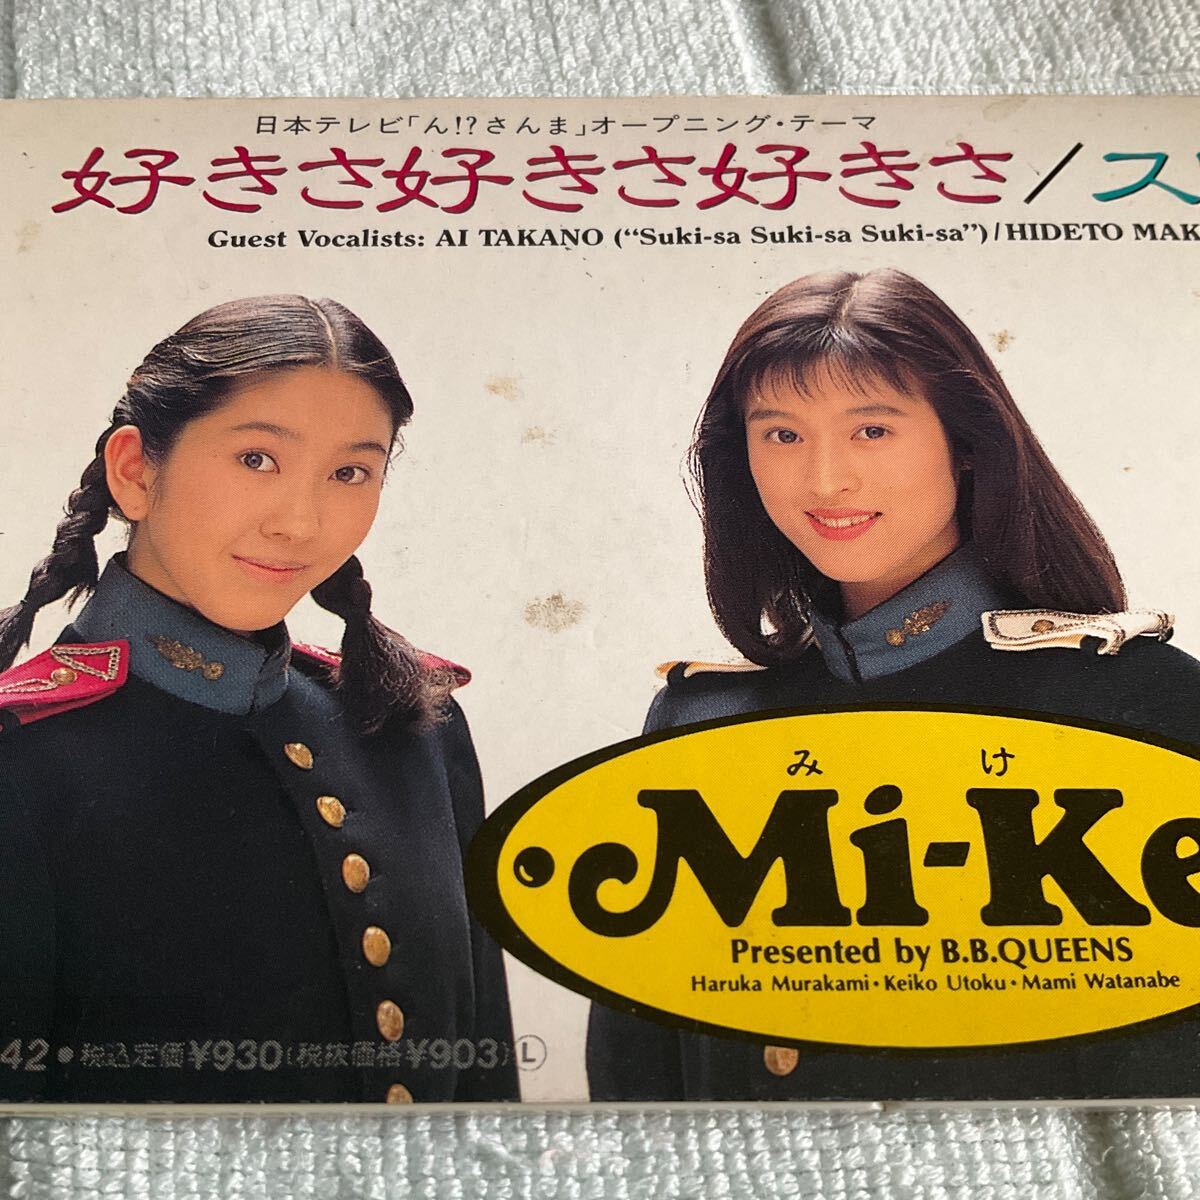 日本テレビ「ん!?さんま」オープニング・テーマ
好きさ好きさ好きさ/ス
Guest Vocalists: AI TAKANO (“Suki-sa Suki-sa Suki-sa”)/HIDETO MAK
み け
Mi-Ke
Presented by B.B.QUEENS
Haruka Murakami・Keiko Utoku・Mami Watanabe
42●税込定価¥930(税抜価格¥903)Ⓛ